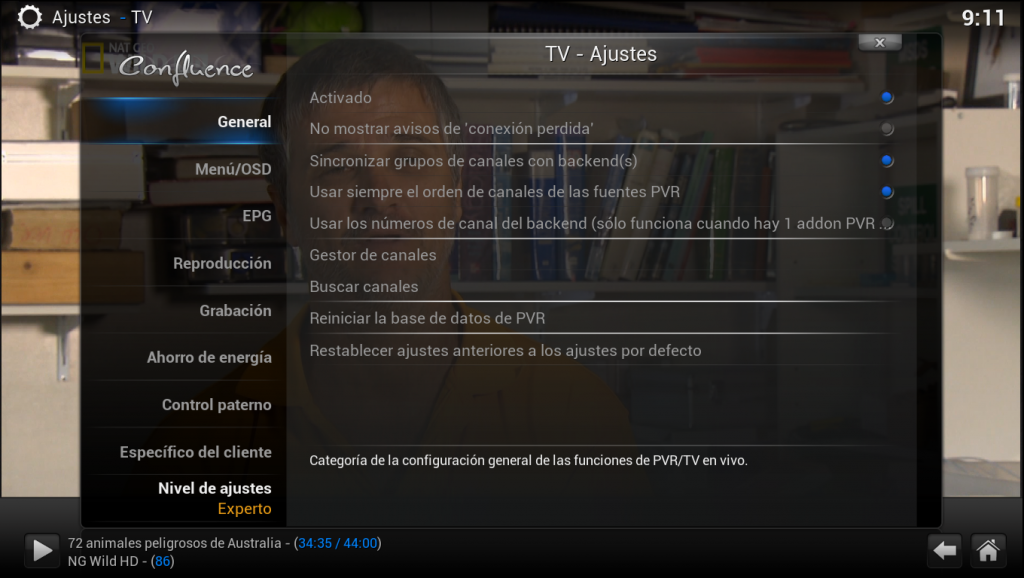 Ajustes - TV
9:11
NAT GEO
Confluence
TV - Ajustes
General
Menú/OSD
EPG
Reproducción
Grabación
Ahorro de energía
Control paterno
Específico del cliente
Nivel de ajustes
Experto
Activado
No mostrar avisos de 'conexión perdida'
Sincronizar grupos de canales con backend(s)
Usar siempre el orden de canales de las fuentes PVR
Usar los números de canal del backend (sólo funciona cuando hay 1 addon PVR ...
Gestor de canales
Buscar canales
Reiniciar la base de datos de PVR
Restablecer ajustes anteriores a los ajustes por defecto
Categoría de la configuración general de las funciones de PVR/TV en vivo.
72 animales peligrosos de Australia - (34:35 / 44:00)
NG Wild HD - (86)